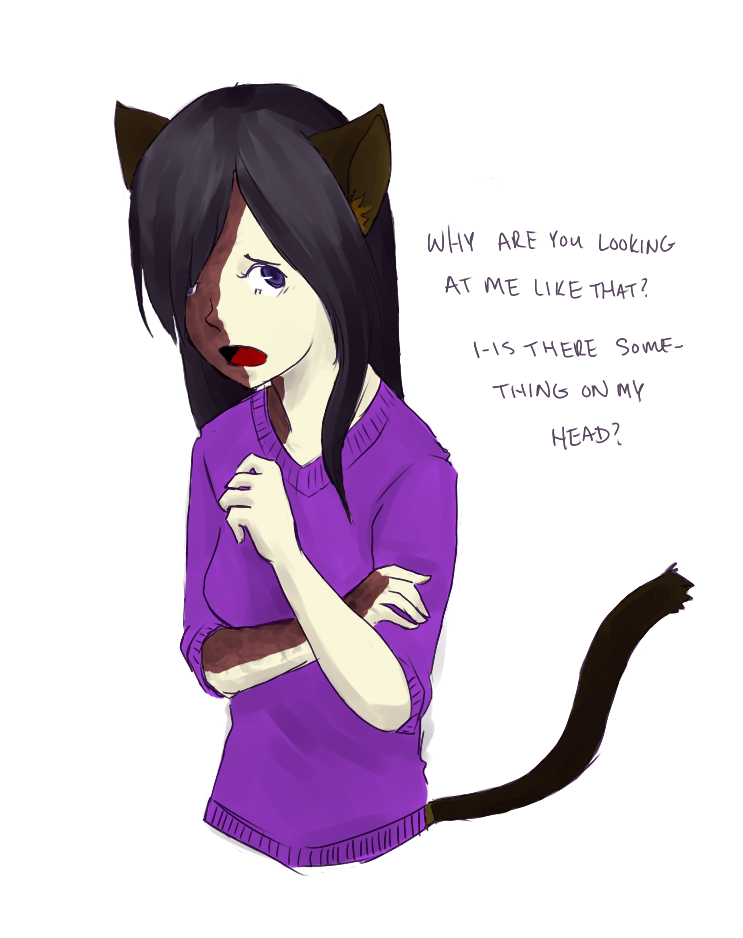 WHY ARE YOU LOOKING
AT ME LIKE THAT?
I-IS THERE SOME-
THING ON MY
HEAD?